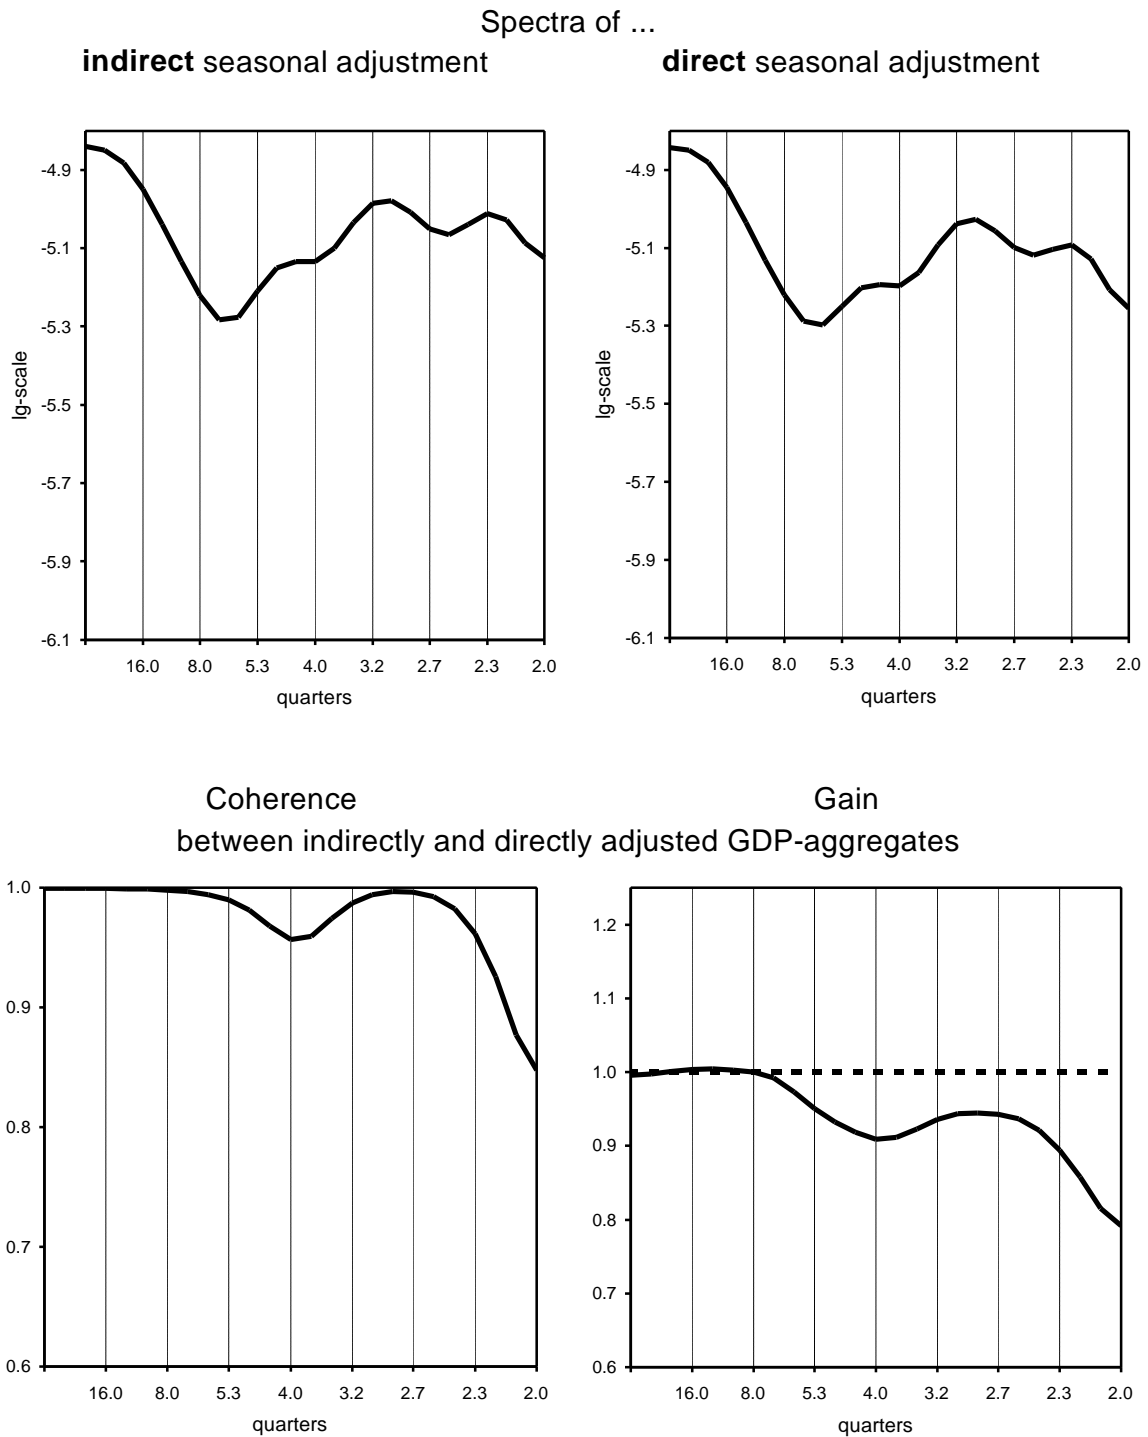 Spectra of ...
indirect seasonal adjustment
direct seasonal adjustment
-4.9
-5.1
-5.3
-5.5
-5.7
-5.9
-6.1
lg-scale
16.0 8.0 5.3 4.0 3.2 2.7 2.3 2.0
quarters
-4.9
-5.1
-5.3
-5.5
-5.7
-5.9
-6.1
lg-scale
16.0 8.0 5.3 4.0 3.2 2.7 2.3 2.0
quarters
Coherence
Gain
between indirectly and directly adjusted GDP-aggregates
1.0
0.9
0.8
0.7
0.6
16.0 8.0 5.3 4.0 3.2 2.7 2.3 2.0
quarters
1.2
1.1
1.0
0.9
0.8
0.7
0.6
16.0 8.0 5.3 4.0 3.2 2.7 2.3 2.0
quarters